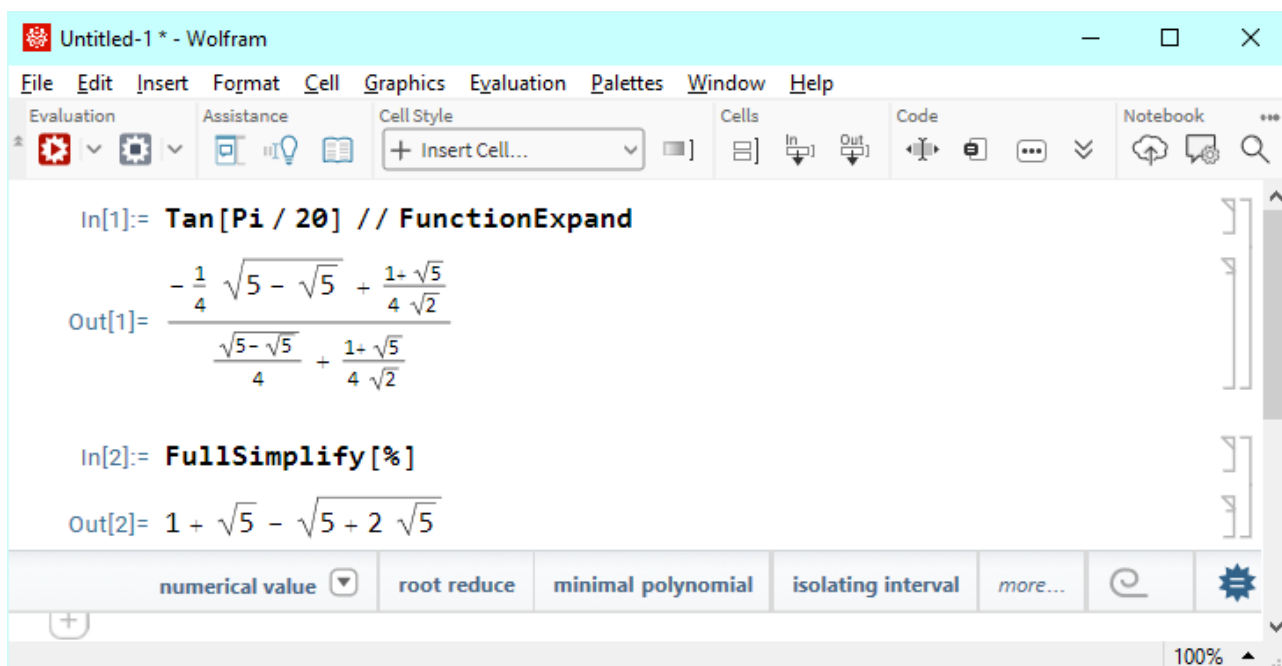 Untitled-1 * - Wolfram
File Edit Insert Format Cell Graphics Evaluation Palettes Window Help
Evaluation Assistance Cell Style Cells Code Notebook
+ Insert Cell... In Out
In[1]:= Tan[Pi / 20] // FunctionExpand
Out[1]= (-1/4 √(5 - √5) + (1+√5)/(4 √2)) / (√(5-√5)/4 + (1+√5)/(4 √2))
In[2]:= FullSimplify[%]
Out[2]= 1 + √5 - √(5 + 2 √5)
numerical value root reduce minimal polynomial isolating interval more...
100%